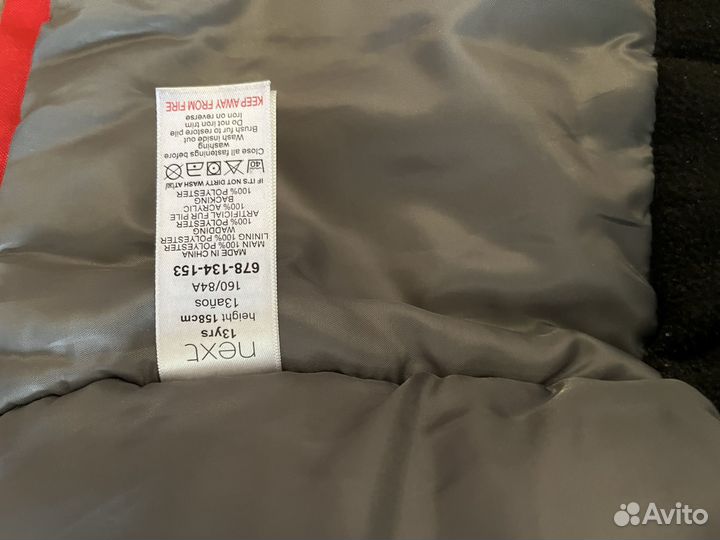 next
13yrs
height 158cm
13años
160/84A
678-134-153
MADE IN CHINA
MAIN 100% POLYESTER
LINING 100% POLYESTER
WADDING
100% POLYESTER
ARTIFICIAL FUR PILE
100% ACRYLIC
BACKING
100% POLYESTER
IF IT'S NOT DIRTY WASH AT
40
Close all fastenings before
washing
Wash inside out
Brush fur to restore pile
Do not iron trim
Iron on reverse
KEEP AWAY FROM FIRE
Avito